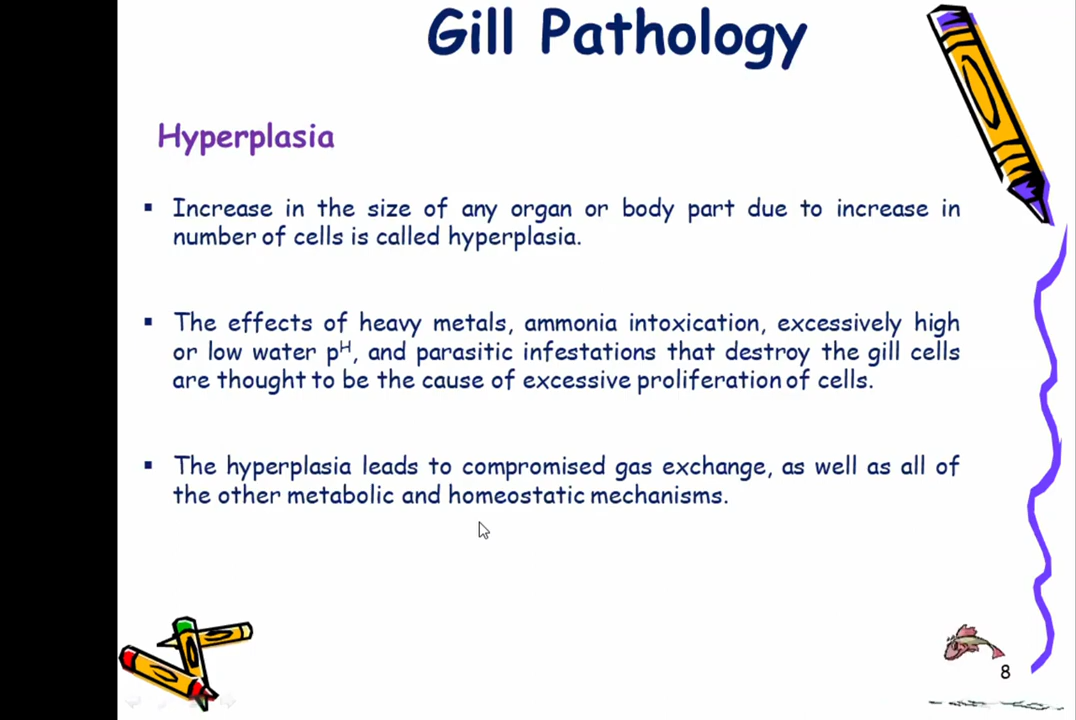 Gill Pathology
Hyperplasia
▪ Increase in the size of any organ or body part due to increase in
number of cells is called hyperplasia.
▪ The effects of heavy metals, ammonia intoxication, excessively high
or low water pᴴ, and parasitic infestations that destroy the gill cells
are thought to be the cause of excessive proliferation of cells.
▪ The hyperplasia leads to compromised gas exchange, as well as all of
the other metabolic and homeostatic mechanisms.
8